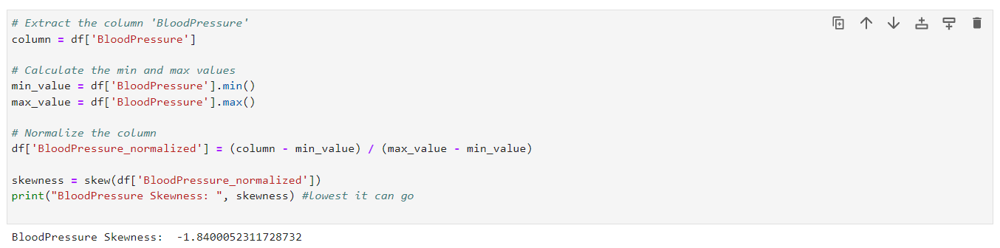 # Extract the column 'BloodPressure'
column = df['BloodPressure']
# Calculate the min and max values
min_value = df['BloodPressure'].min()
max_value = df['BloodPressure'].max()
# Normalize the column
df['BloodPressure_normalized'] = (column - min_value) / (max_value - min_value)
skewness = skew(df['BloodPressure_normalized'])
print("BloodPressure Skewness: ", skewness) #lowest it can go
BloodPressure Skewness:  -1.8400052311728732